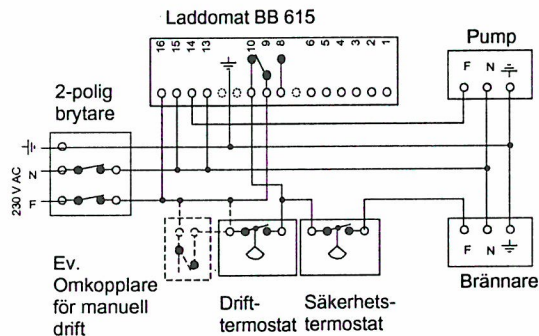 Laddomat BB 615
16 15 14 13 10 9 8 6 5 4 3 2 1
Pump
F N
2-polig
brytare
230 V AC
N
F
F N
Brännare
Ev.
Omkopplare
för manuell
drift
Drift-
termostat
Säkerhets-
termostat